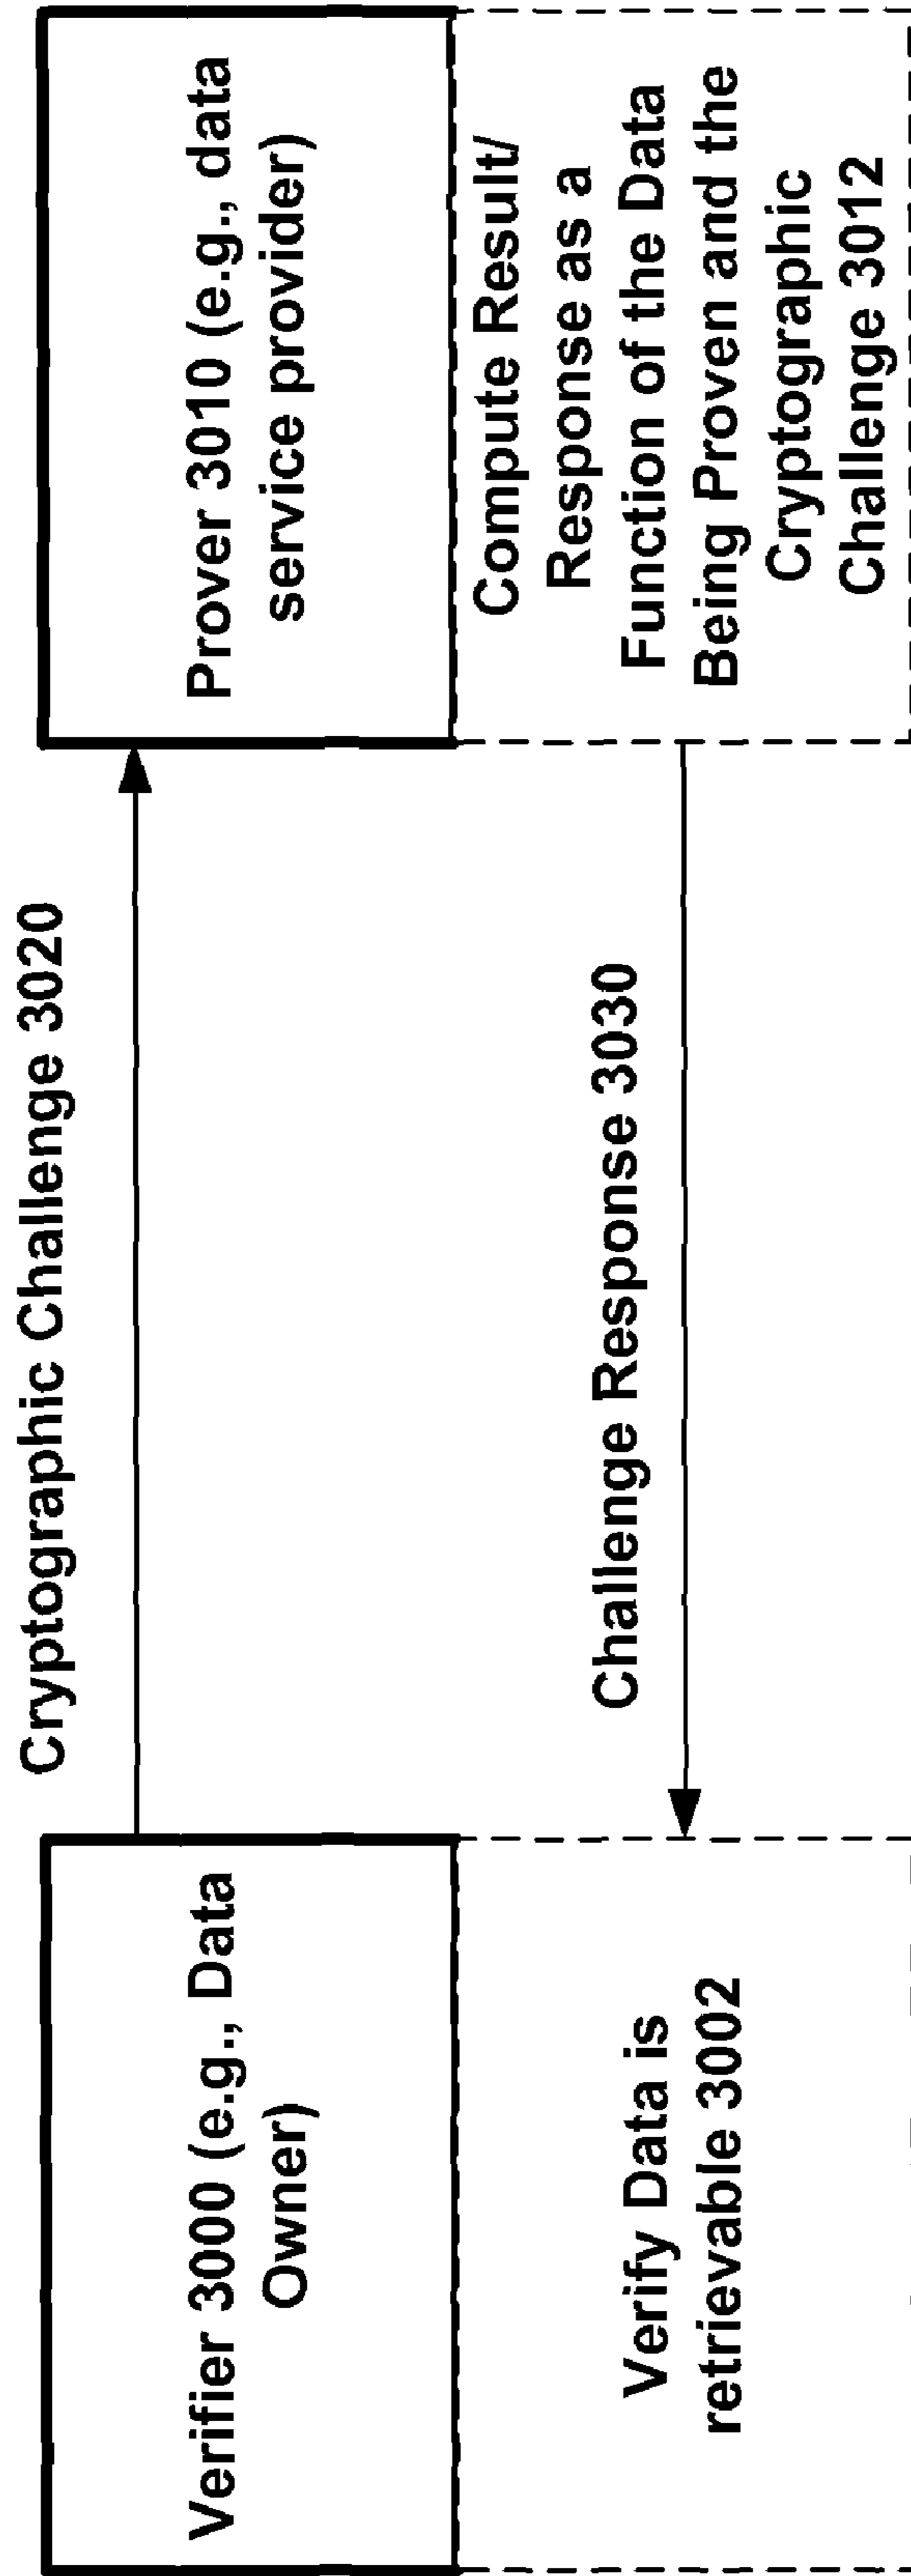 Verifier 3000 (e.g., Data
Owner)
Verify Data is
retrievable 3002
Cryptographic Challenge 3020
Challenge Response 3030
Prover 3010 (e.g., data
service provider)
Compute Result/
Response as a
Function of the Data
Being Proven and the
Cryptographic
Challenge 3012